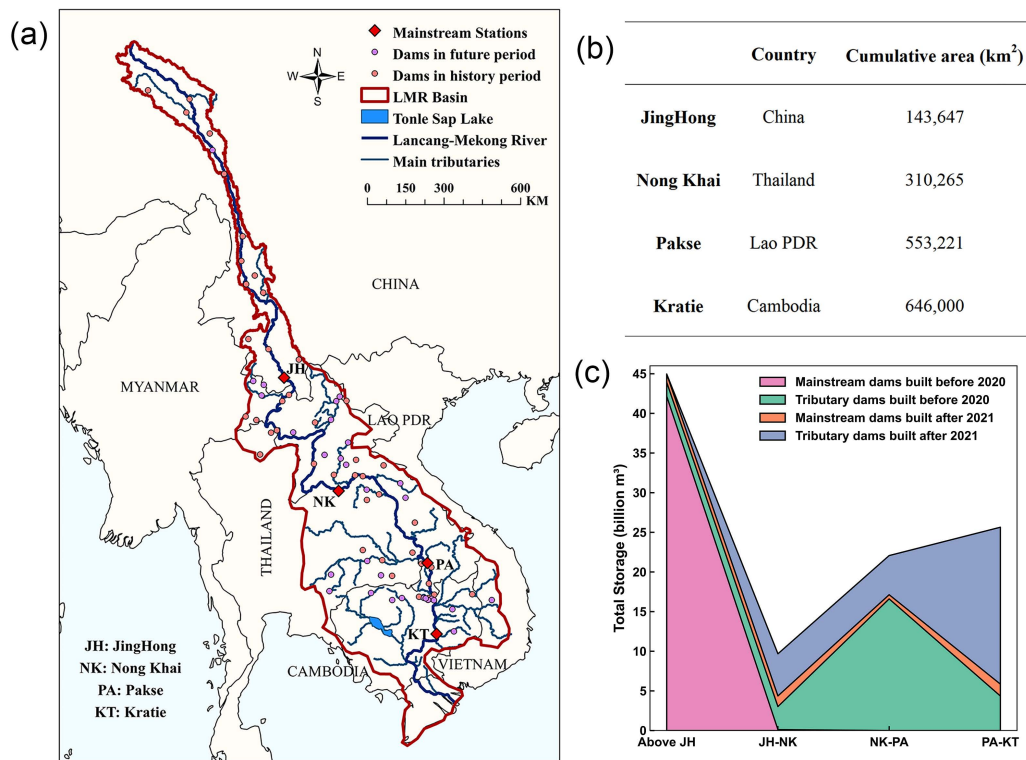 (a)
Mainstream Stations
Dams in future period
Dams in history period
LMR Basin
Tonle Sap Lake
Lancang-Mekong River
Main tributaries
N
W E
S
0 150 300 600
KM
CHINA
MYANMAR
JH
LAO PDR
NK
THAILAND
PA
KT
CAMBODIA
VIETNAM
JH: JingHong
NK: Nong Khai
PA: Pakse
KT: Kratie
(b)
Country Cumulative area (km²)
JingHong China 143,647
Nong Khai Thailand 310,265
Pakse Lao PDR 553,221
Kratie Cambodia 646,000
(c)
Mainstream dams built before 2020
Tributary dams built before 2020
Mainstream dams built after 2021
Tributary dams built after 2021
Total Storage (billion m³)
45
40
35
30
25
20
15
10
5
0
Above JH JH-NK NK-PA PA-KT